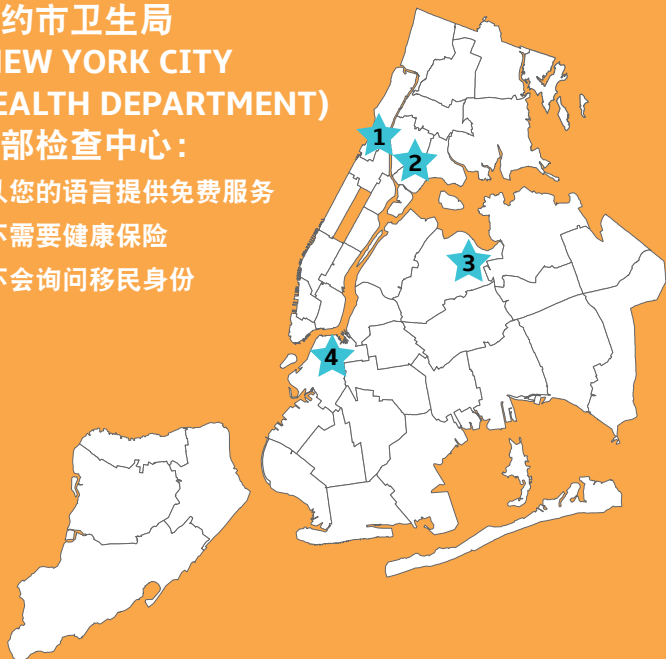 约市卫生局
NEW YORK CITY
EALTH DEPARTMENT)
部检查中心：
以您的语言提供免费服务
不需要健康保险
不会询问移民身份
1
2
3
4